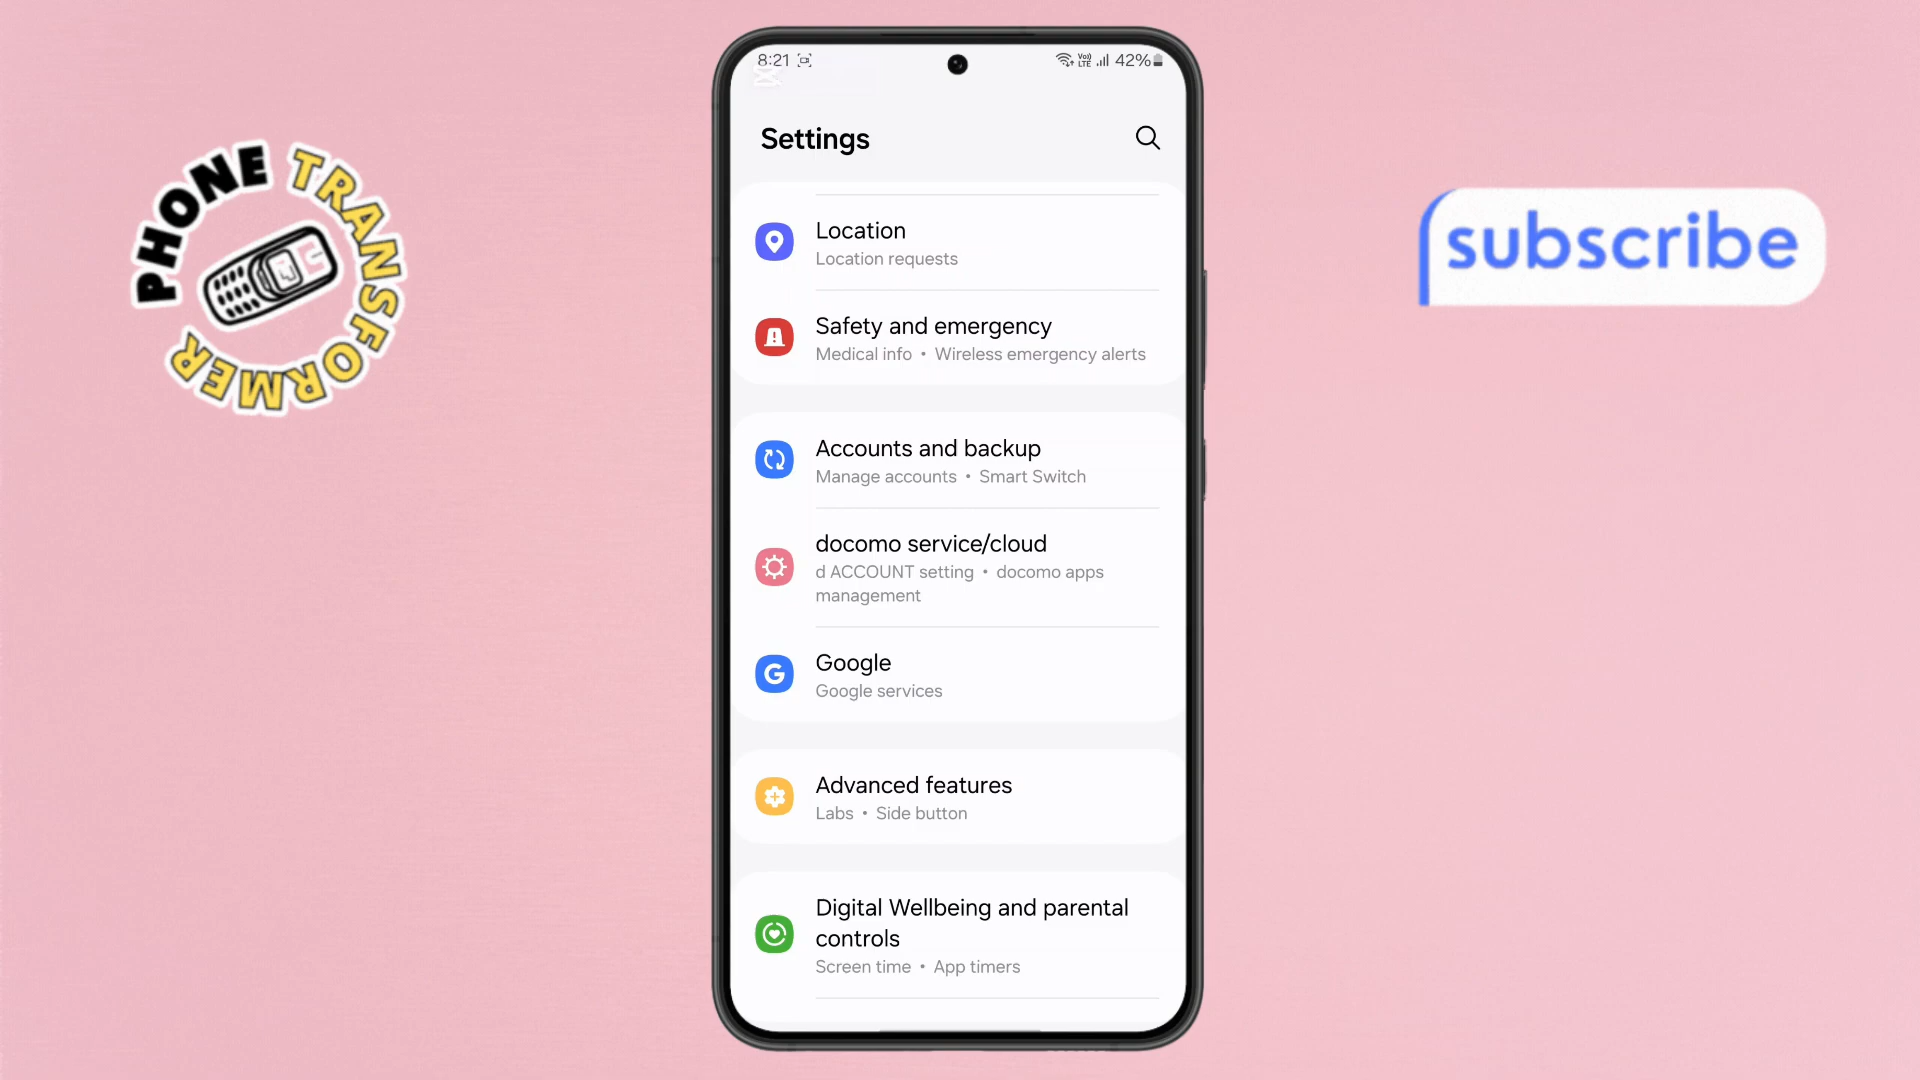 PHONE TRANSFORMER
subscribe
8:21
Vo))
LTE
42%
Settings
Location
Location requests
Safety and emergency
Medical info • Wireless emergency alerts
Accounts and backup
Manage accounts • Smart Switch
docomo service/cloud
d ACCOUNT setting • docomo apps
management
Google
Google services
Advanced features
Labs • Side button
Digital Wellbeing and parental
controls
Screen time • App timers